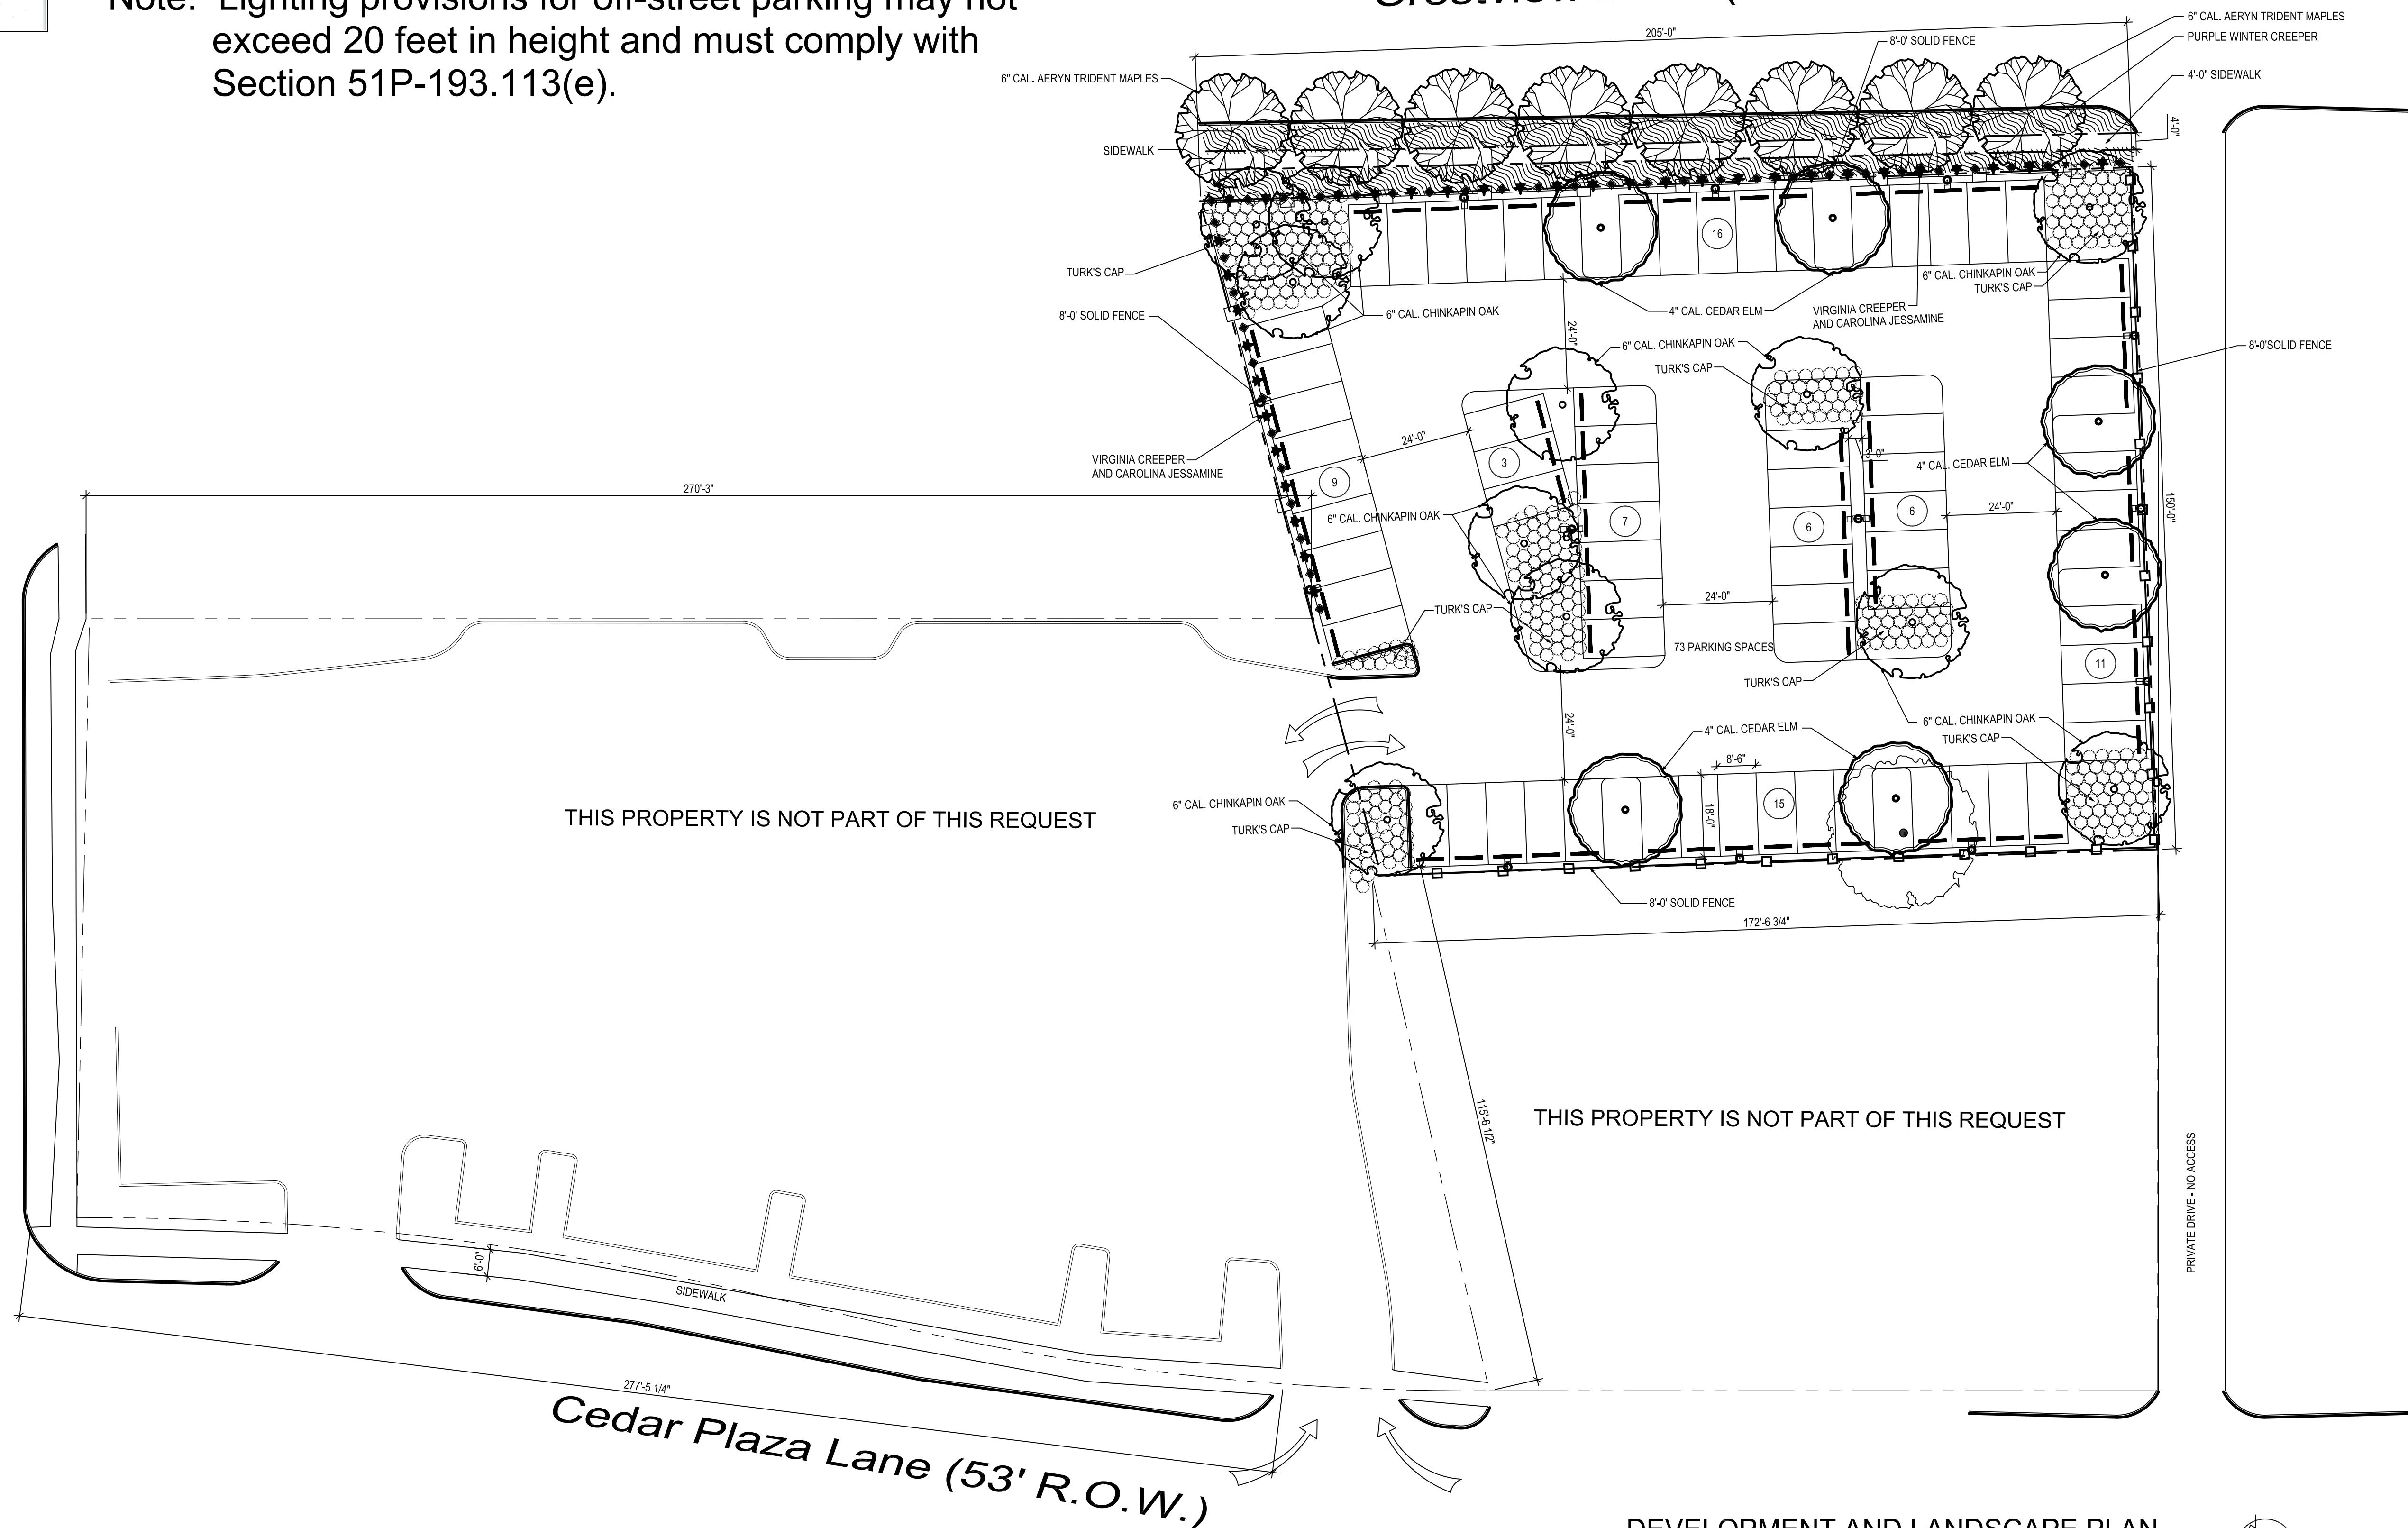 Note: Lighting provisions for off-street parking may not
exceed 20 feet in height and must comply with
Section 51P-193.113(e).
Crestview
205'-0"
6" CAL. AERYN TRIDENT MAPLES
PURPLE WINTER CREEPER
8'-0' SOLID FENCE
4'-0" SIDEWALK
6" CAL. AERYN TRIDENT MAPLES
SIDEWALK
4'-0"
TURK'S CAP
8'-0' SOLID FENCE
16
6" CAL. CHINKAPIN OAK
TURK'S CAP
6" CAL. CHINKAPIN OAK
4" CAL. CEDAR ELM
VIRGINIA CREEPER
AND CAROLINA JESSAMINE
24'-0"
6" CAL. CHINKAPIN OAK
TURK'S CAP
8'-0'SOLID FENCE
VIRGINIA CREEPER
AND CAROLINA JESSAMINE
24'-0"
3
9
3'-0"
4" CAL. CEDAR ELM
270'-3"
6" CAL. CHINKAPIN OAK
7
6
6
24'-0"
150'-0"
TURK'S CAP
24'-0"
73 PARKING SPACES
TURK'S CAP
11
24'-0"
4" CAL. CEDAR ELM
6" CAL. CHINKAPIN OAK
TURK'S CAP
8'-6"
18'-0"
15
6" CAL. CHINKAPIN OAK
TURK'S CAP
THIS PROPERTY IS NOT PART OF THIS REQUEST
8'-0' SOLID FENCE
172'-6 3/4"
115'-6 1/2"
THIS PROPERTY IS NOT PART OF THIS REQUEST
PRIVATE DRIVE - NO ACCESS
6'-0"
SIDEWALK
277'-5 1/4"
Cedar Plaza Lane (53' R.O.W.)
DEVELOPMENT AND LANDSCAPE PLAN